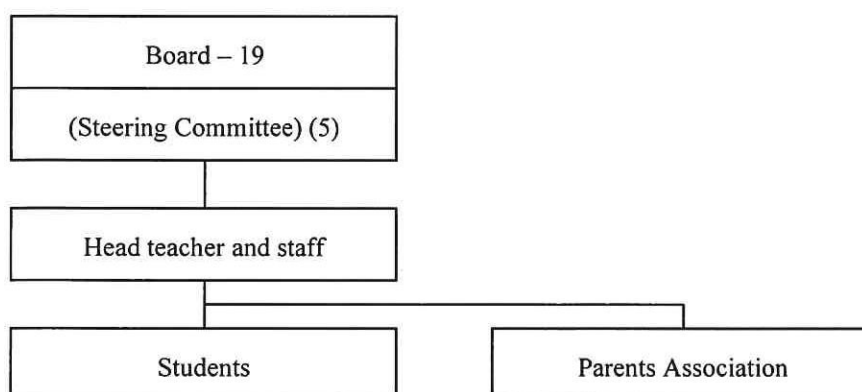 Board – 19
(Steering Committee) (5)
Head teacher and staff
Students
Parents Association